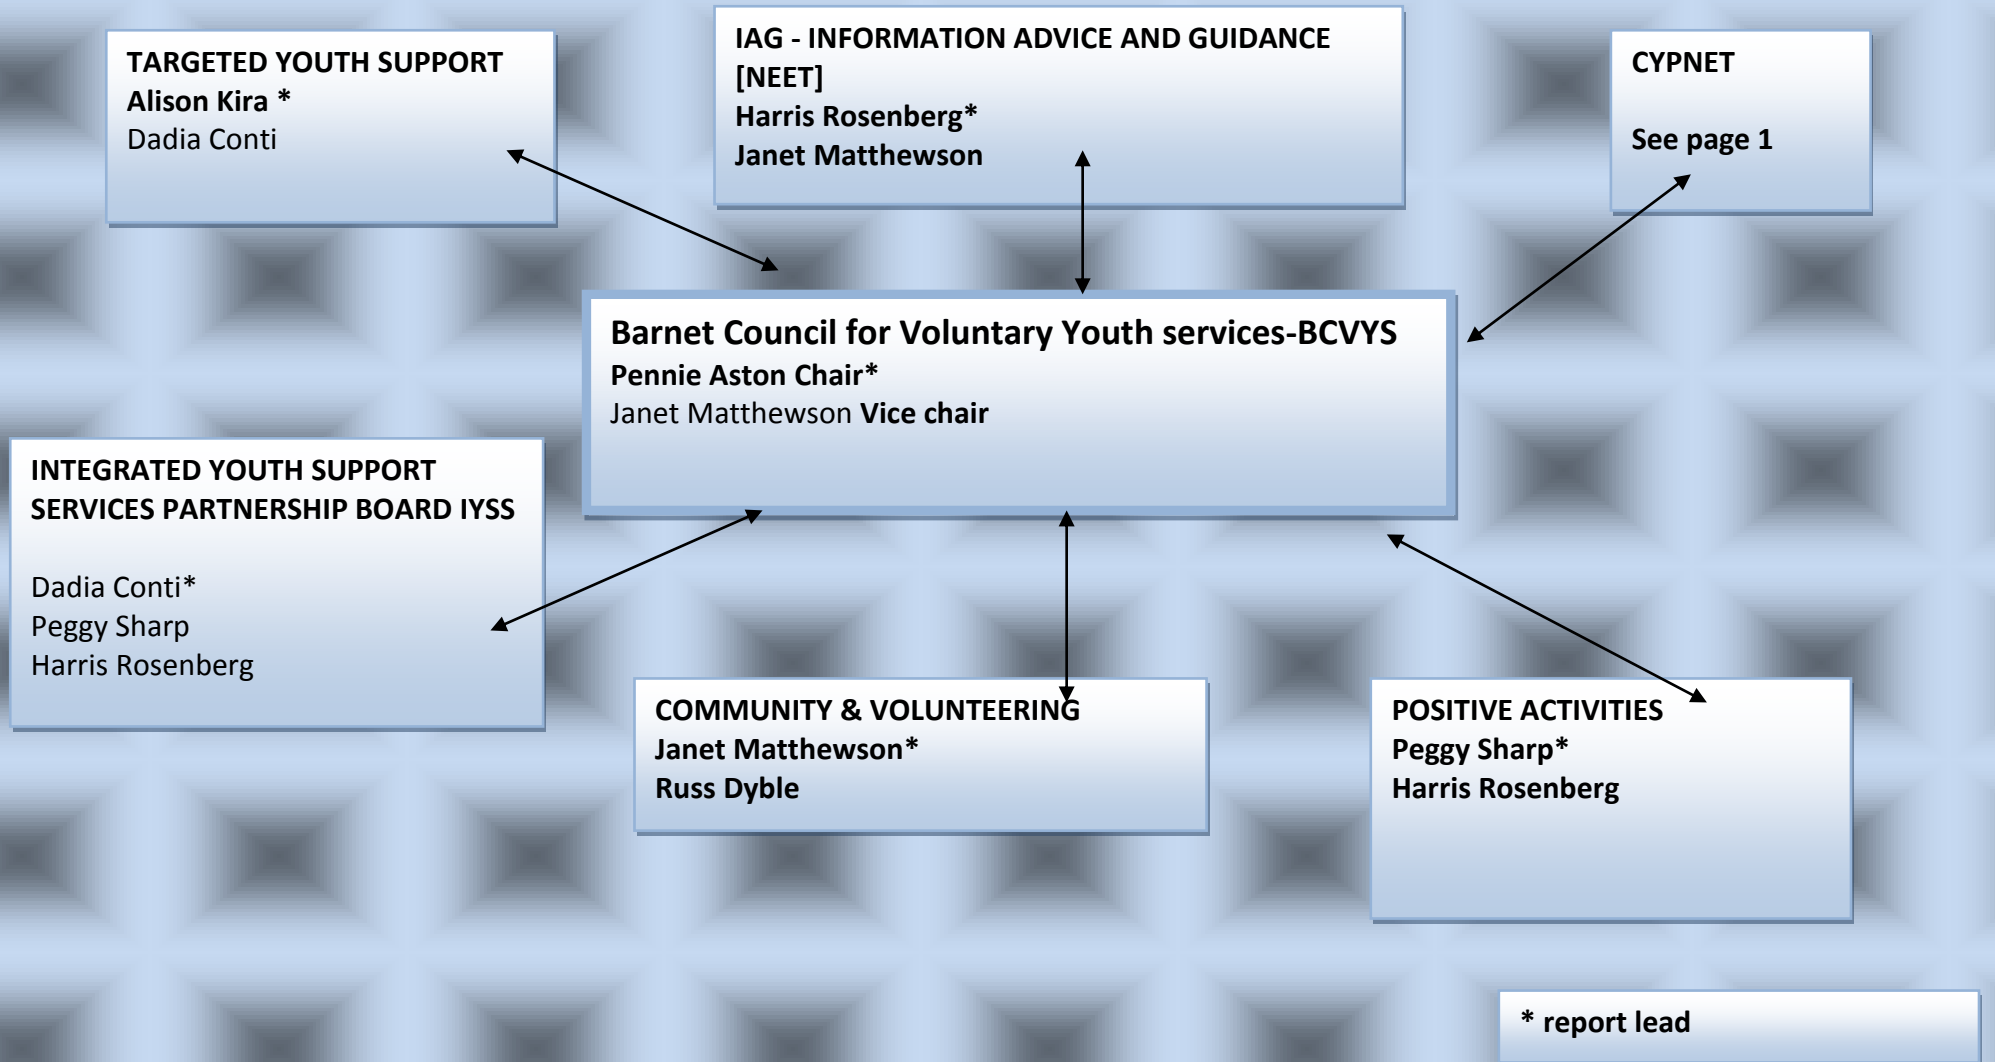 TARGETED YOUTH SUPPORT
Alison Kira *
Dadia Conti
IAG - INFORMATION ADVICE AND GUIDANCE
[NEET]
Harris Rosenberg*
Janet Matthewson
CYPNET
See page 1
Barnet Council for Voluntary Youth services-BCVYS
Pennie Aston Chair*
Janet Matthewson Vice chair
INTEGRATED YOUTH SUPPORT
SERVICES PARTNERSHIP BOARD IYSS
Dadia Conti*
Peggy Sharp
Harris Rosenberg
COMMUNITY & VOLUNTEERING
Janet Matthewson*
Russ Dyble
POSITIVE ACTIVITIES
Peggy Sharp*
Harris Rosenberg
* report lead